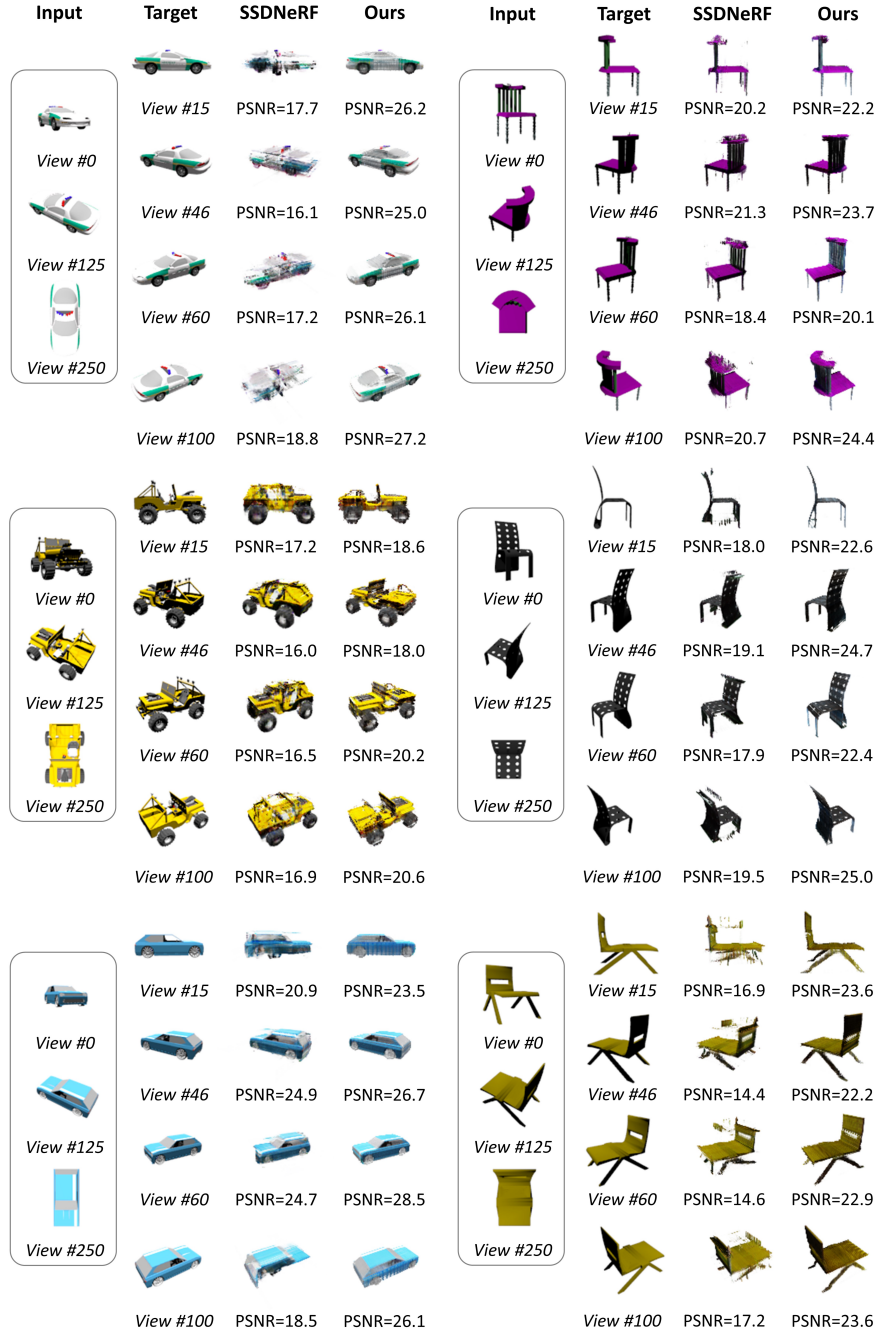 Input Target SSDNeRF Ours Input Target SSDNeRF Ours
View #15 PSNR=17.7 PSNR=26.2 View #15 PSNR=20.2 PSNR=22.2
View #0 View #0
View #46 PSNR=16.1 PSNR=25.0 View #46 PSNR=21.3 PSNR=23.7
View #125 View #125
View #60 PSNR=17.2 PSNR=26.1 View #60 PSNR=18.4 PSNR=20.1
View #250 View #250
View #100 PSNR=18.8 PSNR=27.2 View #100 PSNR=20.7 PSNR=24.4
View #15 PSNR=17.2 PSNR=18.6 View #15 PSNR=18.0 PSNR=22.6
View #0 View #0
View #46 PSNR=16.0 PSNR=18.0 View #46 PSNR=19.1 PSNR=24.7
View #125 View #125
View #60 PSNR=16.5 PSNR=20.2 View #60 PSNR=17.9 PSNR=22.4
View #250 View #250
View #100 PSNR=16.9 PSNR=20.6 View #100 PSNR=19.5 PSNR=25.0
View #15 PSNR=20.9 PSNR=23.5 View #15 PSNR=16.9 PSNR=23.6
View #0 View #0
View #46 PSNR=24.9 PSNR=26.7 View #46 PSNR=14.4 PSNR=22.2
View #125 View #125
View #60 PSNR=24.7 PSNR=28.5 View #60 PSNR=14.6 PSNR=22.9
View #250 View #250
View #100 PSNR=18.5 PSNR=26.1 View #100 PSNR=17.2 PSNR=23.6